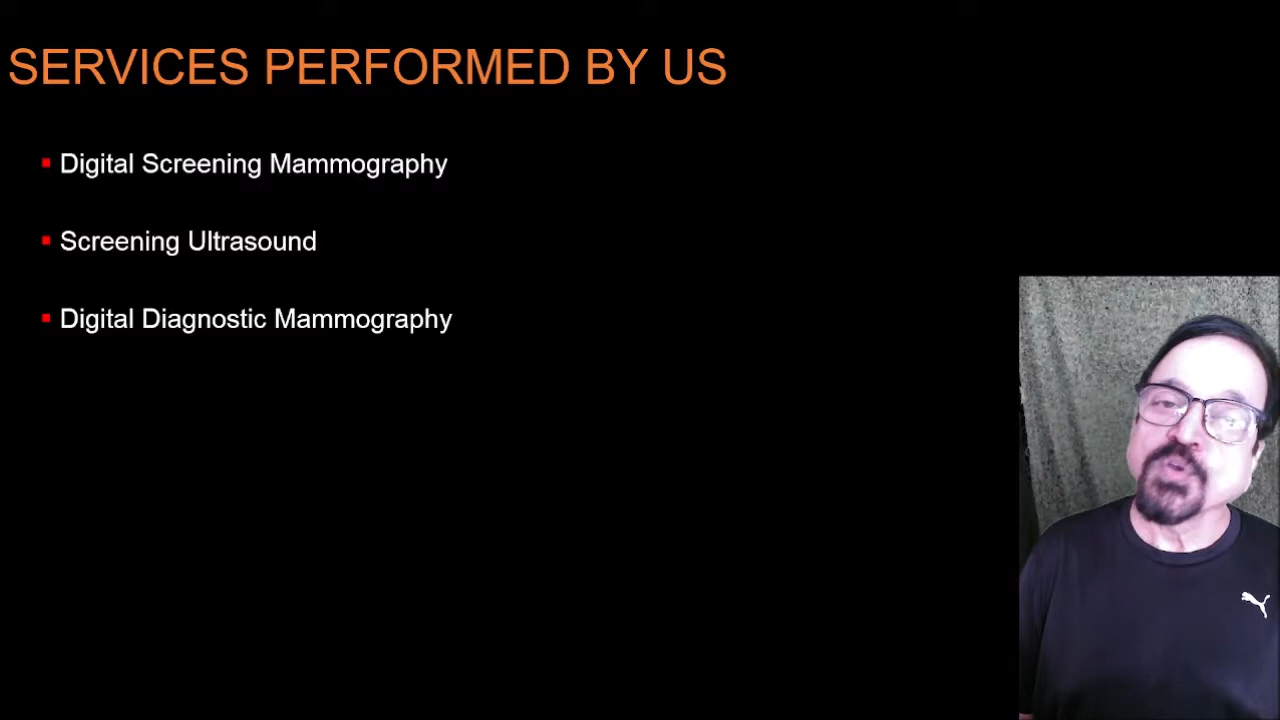 SERVICES PERFORMED BY US
Digital Screening Mammography
Screening Ultrasound
Digital Diagnostic Mammography